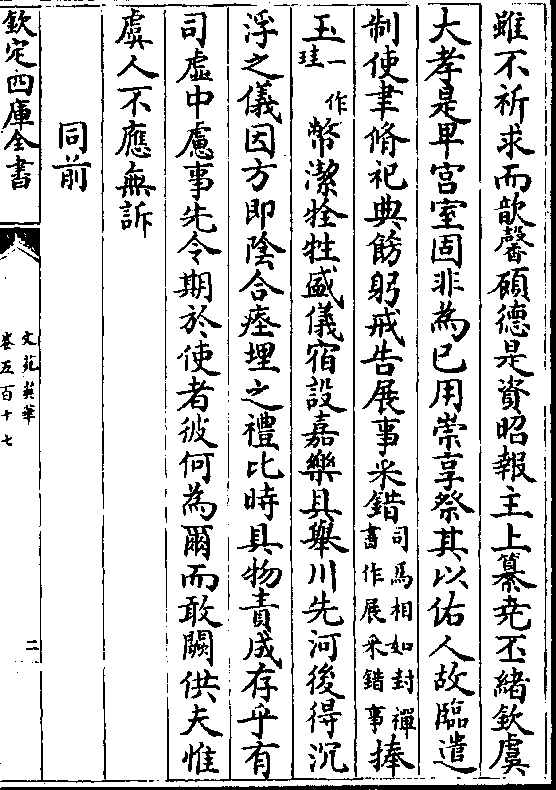 雖不祈求而歆馨顧德是資昭報主上纂堯丕緒欽虞
大孝是卑宫室固非為已用崇享祭其以佑人故臨遣
制使聿脩祀典餝躬戒告展事采錯司馬相如封禪書作展采錯事捧
玉一作珪幣潔牲牷盛儀宿設嘉樂具舉川先河後得沉
浮之儀因方即陰合瘞埋之禮比時具物責成存乎有
司虛中慮事先令期於使者彼何為爾而敢闕供夫惟
虞人不應無訴
同前
欽定四庫全書
文苑英華
卷五百十七
二